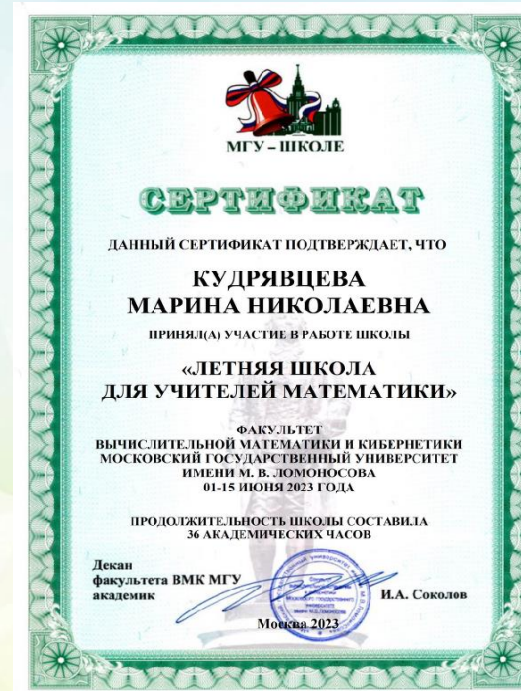 МГУ – ШКОЛЕ
СЕРТИФИКАТ
ДАННЫЙ СЕРТИФИКАТ ПОДТВЕРЖДАЕТ, ЧТО
КУДРЯВЦЕВА
МАРИНА НИКОЛАЕВНА
ПРИНЯЛ(А) УЧАСТИЕ В РАБОТЕ ШКОЛЫ
«ЛЕТНЯЯ ШКОЛА
ДЛЯ УЧИТЕЛЕЙ МАТЕМАТИКИ»
ФАКУЛЬТЕТ
ВЫЧИСЛИТЕЛЬНОЙ МАТЕМАТИКИ И КИБЕРНЕТИКИ
МОСКОВСКИЙ ГОСУДАРСТВЕННЫЙ УНИВЕРСИТЕТ
ИМЕНИ М. В. ЛОМОНОСОВА
01-15 ИЮНЯ 2023 ГОДА
ПРОДОЛЖИТЕЛЬНОСТЬ ШКОЛЫ СОСТАВИЛА
36 АКАДЕМИЧЕСКИХ ЧАСОВ
Декан
факультета ВМК МГУ
академик
И.А. Соколов
Москва 2023